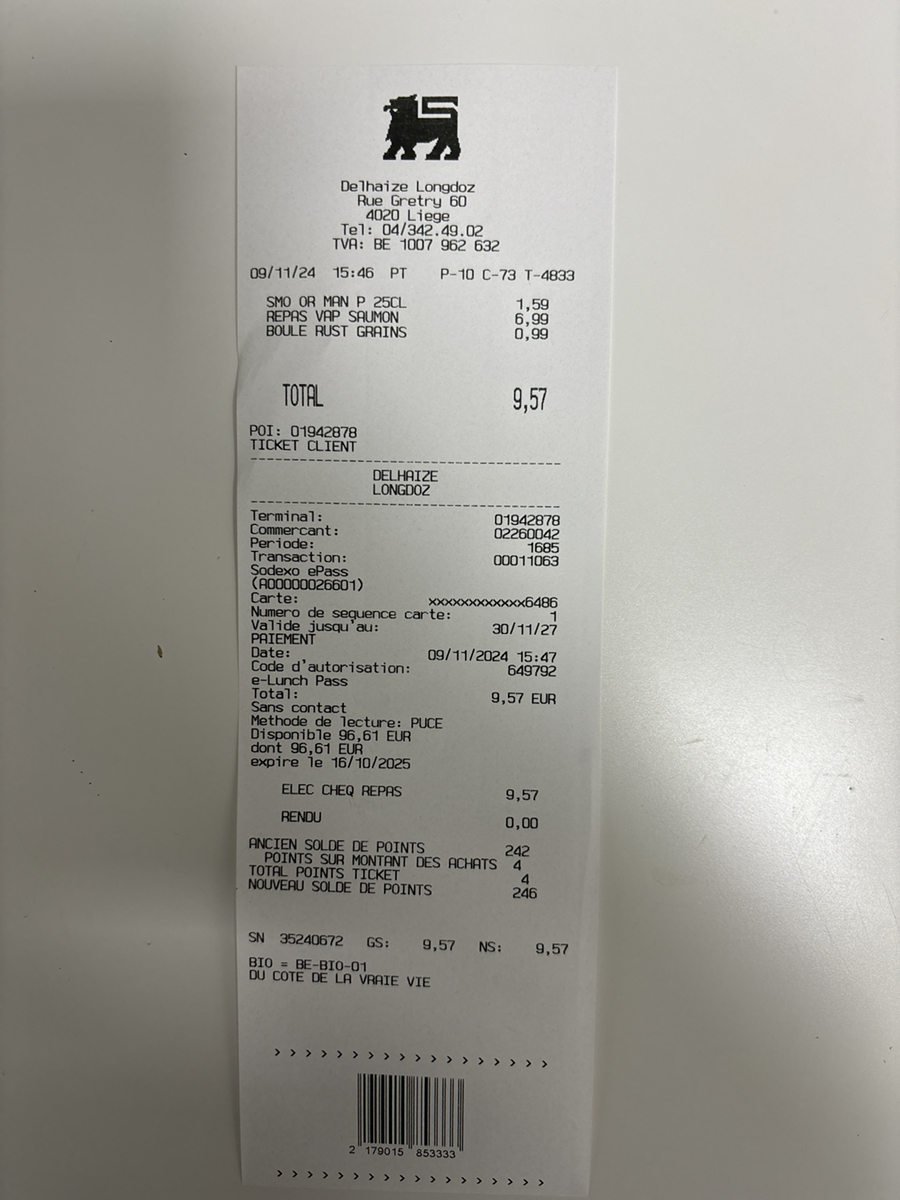 Delhaize Longdoz
Rue Gretry 60
4020 Liege
Tel: 04/342.49.02
TVA: BE 1007 962 632
09/11/24 15:46 PT P-10 C-73 T-4833
SMO OR MAN P 25CL 1,59
REPAS VAP SAUMON 6,99
BOULE RUST GRAINS 0,99
TOTAL 9,57
POI: 01942878
TICKET CLIENT
DELHAIZE
LONGDOZ
Terminal: 01942878
Commercant: 02260042
Periode: 1685
Transaction: 00011063
Sodexo ePass
(A00000026601)
Carte: xxxxxxxxxxxxx6486
Numero de sequence carte: 1
Valide jusqu'au: 30/11/27
PAIEMENT
Date: 09/11/2024 15:47
Code d'autorisation: 649792
e-Lunch Pass
Total: 9,57 EUR
Sans contact
Methode de lecture: PUCE
Disponible 96,61 EUR
dont 96,61 EUR
expire le 16/10/2025
ELEC CHEQ REPAS 9,57
RENDU 0,00
ANCIEN SOLDE DE POINTS 242
POINTS SUR MONTANT DES ACHATS 4
TOTAL POINTS TICKET 4
NOUVEAU SOLDE DE POINTS 246
SN 35240672 GS: 9,57 NS: 9,57
BIO = BE-BIO-01
DU COTE DE LA VRAIE VIE
> > > > > > > > > > > > > > > > > >
2 179015 853333
> > > > > > > > > > > > > > > > > >